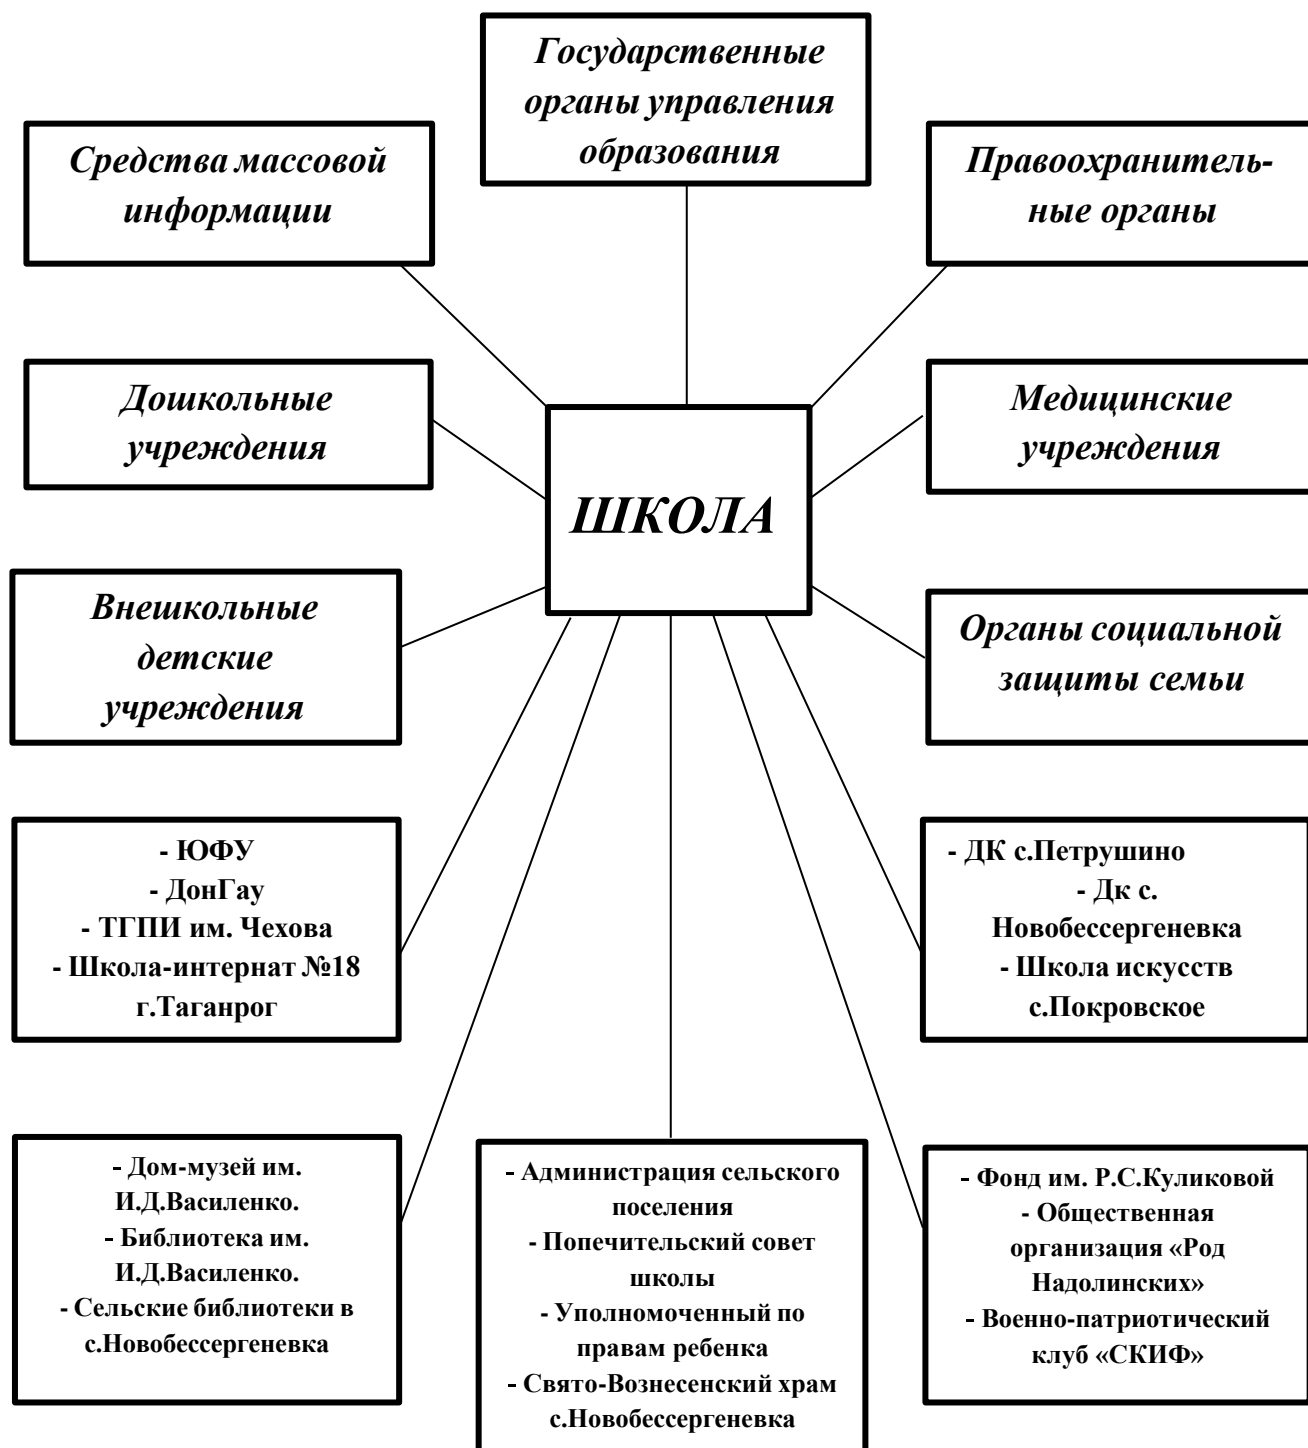 Государственные
органы управления
образования
Средства массовой
информации
Правоохранитель-
ные органы
Дошкольные
учреждения
Медицинские
учреждения
ШКОЛА
Внешкольные
детские
учреждения
Органы социальной
защиты семьи
- ЮФУ
- ДонГау
- ТГПИ им. Чехова
- Школа-интернат №18
г.Таганрог
- ДК с.Петрушино
- Дк с.
Новобессергеневка
- Школа искусств
с.Покровское
- Дом-музей им.
И.Д.Василенко.
- Библиотека им.
И.Д.Василенко.
- Сельские библиотеки в
с.Новобессергеневка
- Администрация сельского
поселения
- Попечительский совет
школы
- Уполномоченный по
правам ребенка
- Свято-Вознесенский храм
с.Новобессергеневка
- Фонд им. Р.С.Куликовой
- Общественная
организация «Род
Надолинских»
- Военно-патриотический
клуб «СКИФ»